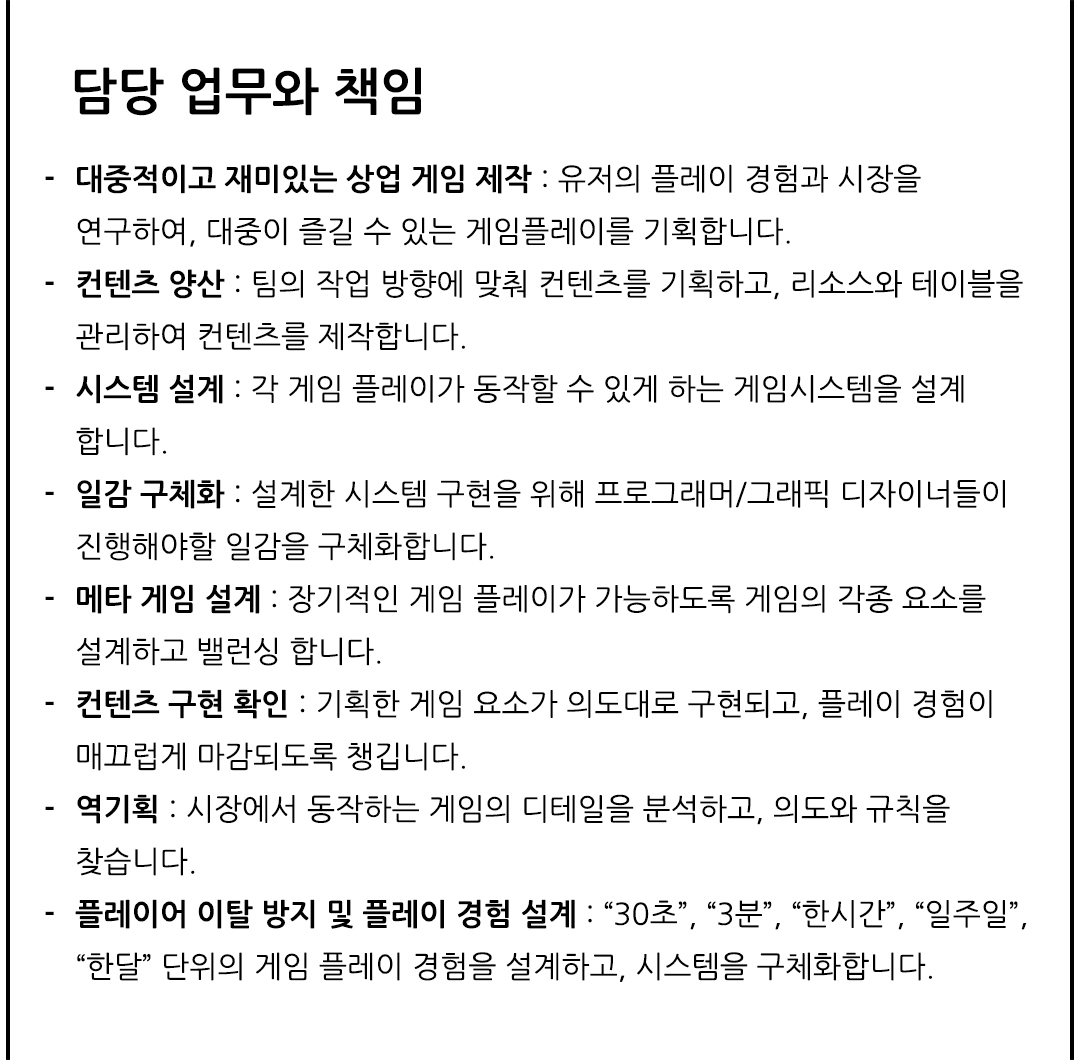 담당 업무와 책임
- 대중적이고 재미있는 상업 게임 제작 : 유저의 플레이 경험과 시장을
연구하여, 대중이 즐길 수 있는 게임플레이를 기획합니다.
- 컨텐츠 양산 : 팀의 작업 방향에 맞춰 컨텐츠를 기획하고, 리소스와 테이블을
관리하여 컨텐츠를 제작합니다.
- 시스템 설계 : 각 게임 플레이가 동작할 수 있게 하는 게임시스템을 설계
합니다.
- 일감 구체화 : 설계한 시스템 구현을 위해 프로그래머/그래픽 디자이너들이
진행해야할 일감을 구체화합니다.
- 메타 게임 설계 : 장기적인 게임 플레이가 가능하도록 게임의 각종 요소를
설계하고 밸런싱 합니다.
- 컨텐츠 구현 확인 : 기획한 게임 요소가 의도대로 구현되고, 플레이 경험이
매끄럽게 마감되도록 챙깁니다.
- 역기획 : 시장에서 동작하는 게임의 디테일을 분석하고, 의도와 규칙을
찾습니다.
- 플레이어 이탈 방지 및 플레이 경험 설계 : “30초”, “3분”, “한시간”, “일주일”,
“한달” 단위의 게임 플레이 경험을 설계하고, 시스템을 구체화합니다.